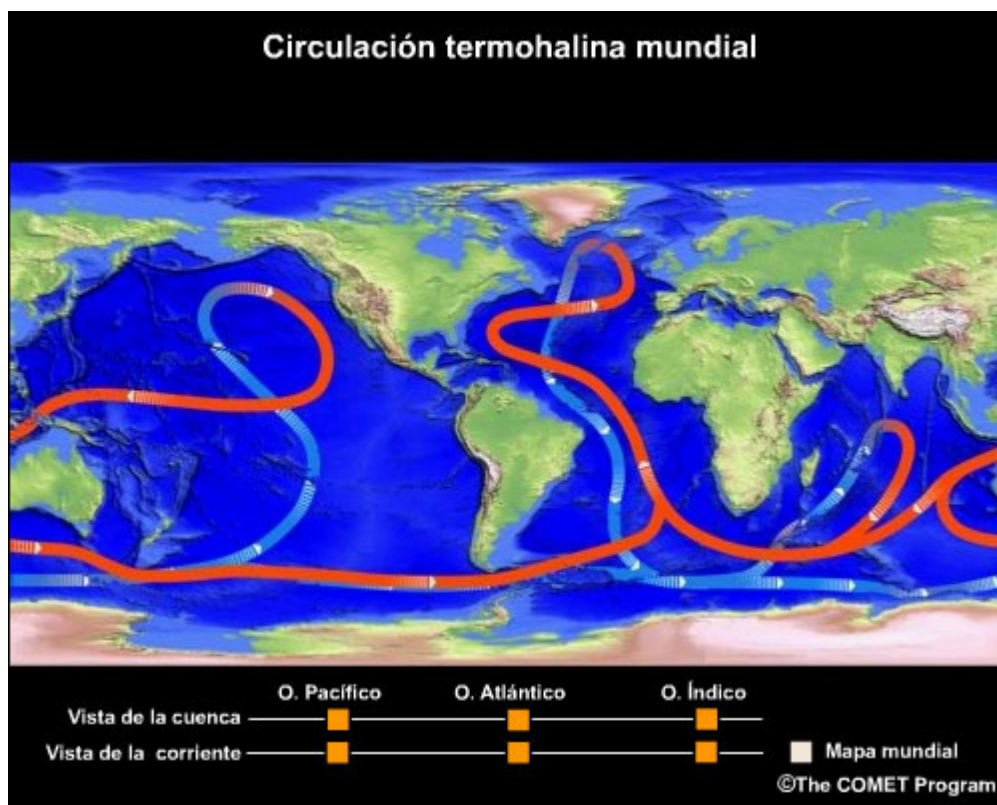 Circulación termohalina mundial
O. Pacífico O. Atlántico O. Índico
Vista de la cuenca
Vista de la corriente
Mapa mundial
©The COMET Program